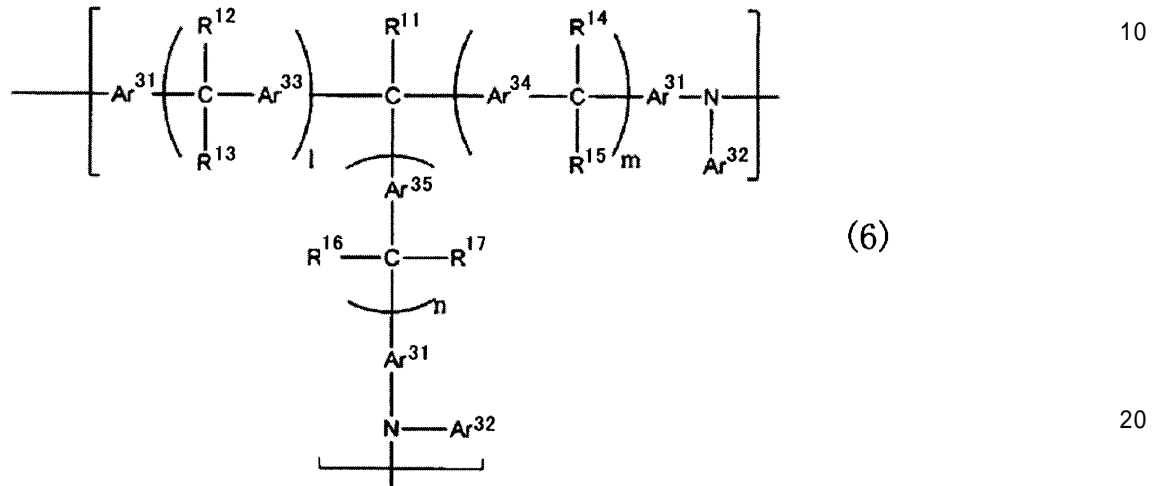 R12 R11 R14 10
Ar31 C Ar33 C Ar34 C Ar31 N
R13 l R15 m Ar32
Ar35
R16 C R17 (6)
n
Ar31
N Ar32 20